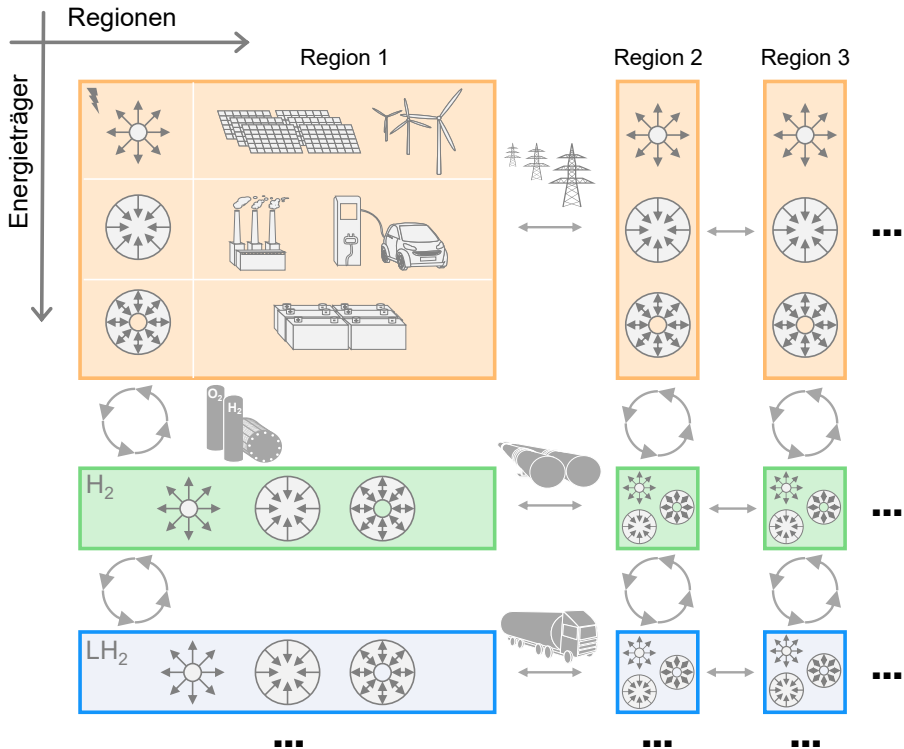 Regionen
Energieträger
Region 1
Region 2
Region 3
...
O₂
H₂
H₂
...
LH₂
...
... ... ...